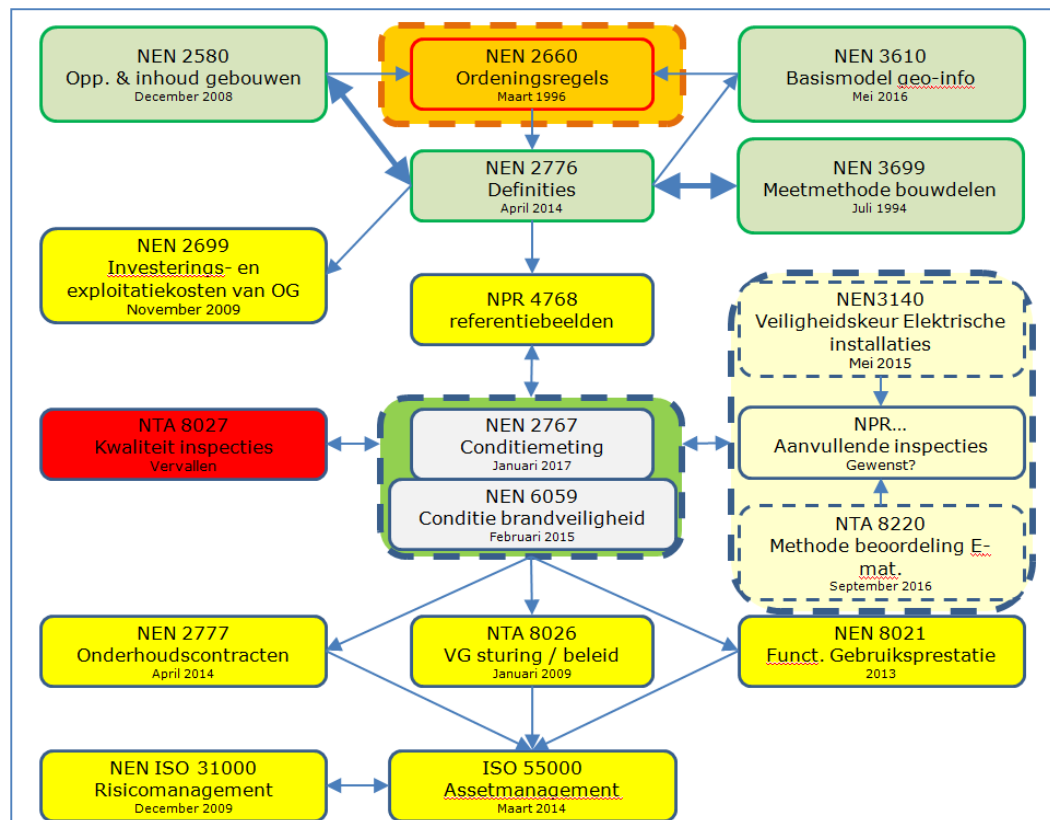 NEN 2580
Opp. & inhoud gebouwen
December 2008
NEN 2660
Ordeningsregels
Maart 1996
NEN 3610
Basismodel geo-info
Mei 2016
NEN 2776
Definities
April 2014
NEN 3699
Meetmethode bouwdelen
Juli 1994
NEN 2699
Investerings- en
exploitatiekosten van OG
November 2009
NPR 4768
referentiebeelden
NEN3140
Veiligheidskeur Elektrische
installaties
Mei 2015
NTA 8027
Kwaliteit inspecties
Vervallen
NEN 2767
Conditiemeting
Januari 2017
NPR...
Aanvullende inspecties
Gewenst?
NEN 6059
Conditie brandveiligheid
Februari 2015
NTA 8220
Methode beoordeling E-
mat.
September 2016
NEN 2777
Onderhoudscontracten
April 2014
NTA 8026
VG sturing / beleid
Januari 2009
NEN 8021
Funct. Gebruiksprestatie
2013
NEN ISO 31000
Risicomanagement
December 2009
ISO 55000
Assetmanagement
Maart 2014